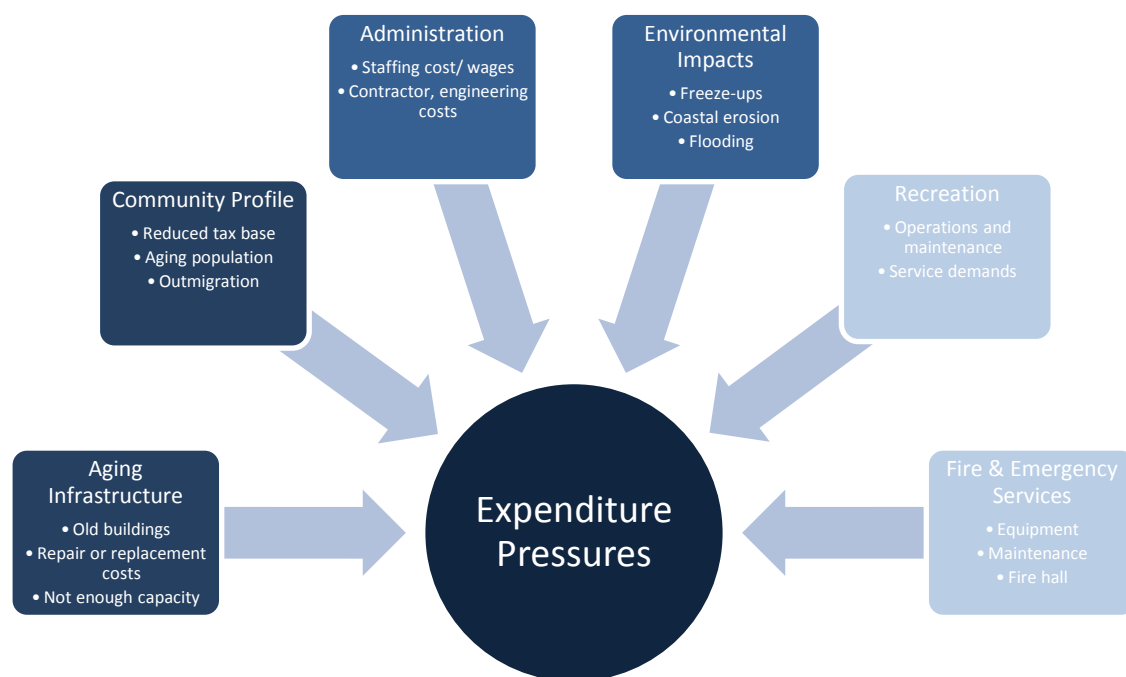 Administration
• Staffing cost/ wages
• Contractor, engineering
costs
Environmental
Impacts
• Freeze-ups
• Coastal erosion
• Flooding
Community Profile
• Reduced tax base
• Aging population
• Outmigration
Recreation
• Operations and
maintenance
• Service demands
Aging
Infrastructure
• Old buildings
• Repair or replacement
costs
• Not enough capacity
Expenditure
Pressures
Fire & Emergency
Services
• Equipment
• Maintenance
• Fire hall